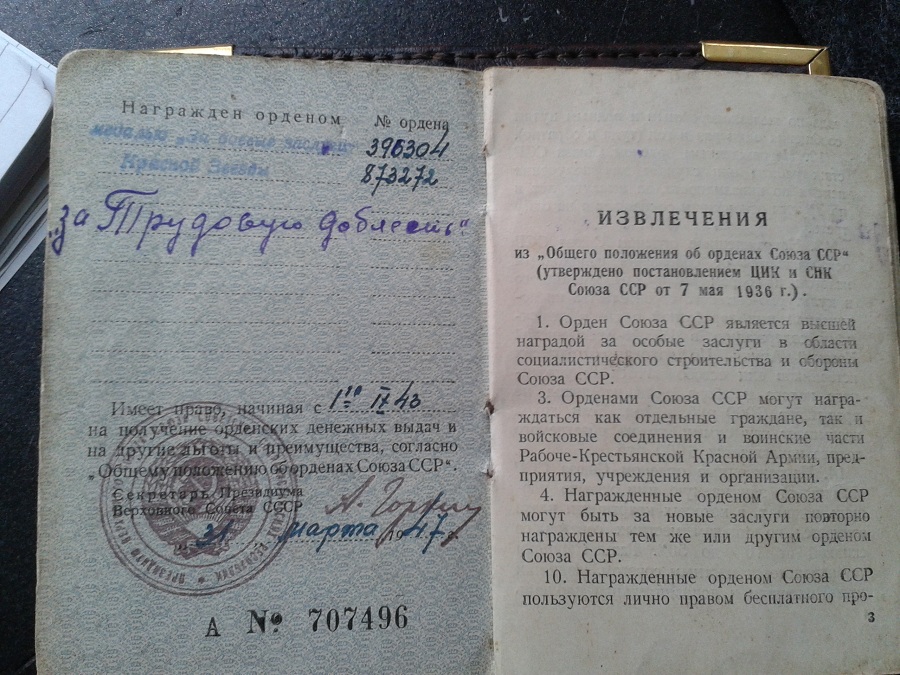 Награжден орденом № ордена
медалью „за боевые заслуги" 396304
Красной Звезды 873272
„за Трудовую доблесть"
Имеет право, начиная с 1го IV 43
на получение орденских денежных выдач и
на другие льготы и преимущества, согласно
„Общему положению об орденах Союза ССР“.
Секретарь Президиума
Верховного Совета СССР А. Горкин
31 марта 1947 г.
А № 707496
ИЗВЛЕЧЕНИЯ
из „Общего положения об орденах Союза ССР“
(утверждено постановлением ЦИК и СНК
Союза ССР от 7 мая 1936 г.).
1. Орден Союза ССР является высшей
наградой за особые заслуги в области
социалистического строительства и обороны
Союза ССР.
3. Орденами Союза ССР могут награ-
ждаться как отдельные граждане, так и
войсковые соединения и воинские части
Рабоче-Крестьянской Красной Армии, пред-
приятия, учреждения и организации.
4. Награжденные орденом Союза ССР
могут быть за новые заслуги повторно
награждены тем же или другим орденом
Союза ССР.
10. Награжденные орденом Союза ССР
пользуются лично правом бесплатного про-
3